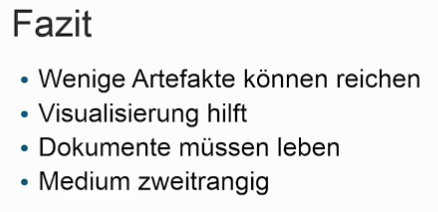 Fazit
• Wenige Artefakte können reichen
• Visualisierung hilft
• Dokumente müssen leben
• Medium zweitrangig